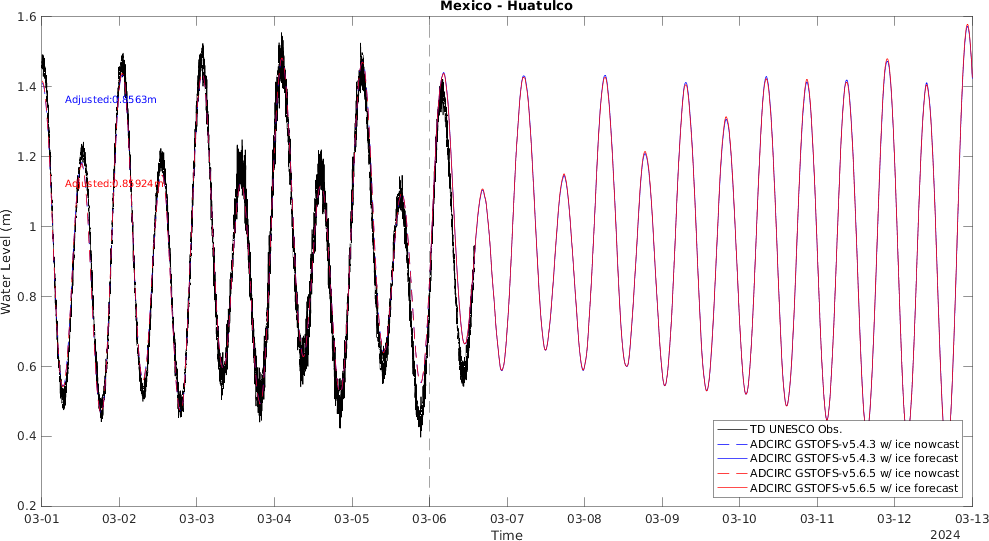 Mexico - Huatulco
1.6
1.4
1.2
1
0.8
0.6
0.4
0.2
Water Level (m)
Adjusted:0.8563m
Adjusted:0.85924m
TD UNESCO Obs.
ADCIRC GSTOFS-v5.4.3 w/ ice nowcast
ADCIRC GSTOFS-v5.4.3 w/ ice forecast
ADCIRC GSTOFS-v5.6.5 w/ ice nowcast
ADCIRC GSTOFS-v5.6.5 w/ ice forecast
03-01 03-02 03-03 03-04 03-05 03-06 03-07 03-08 03-09 03-10 03-11 03-12 03-13
Time
2024